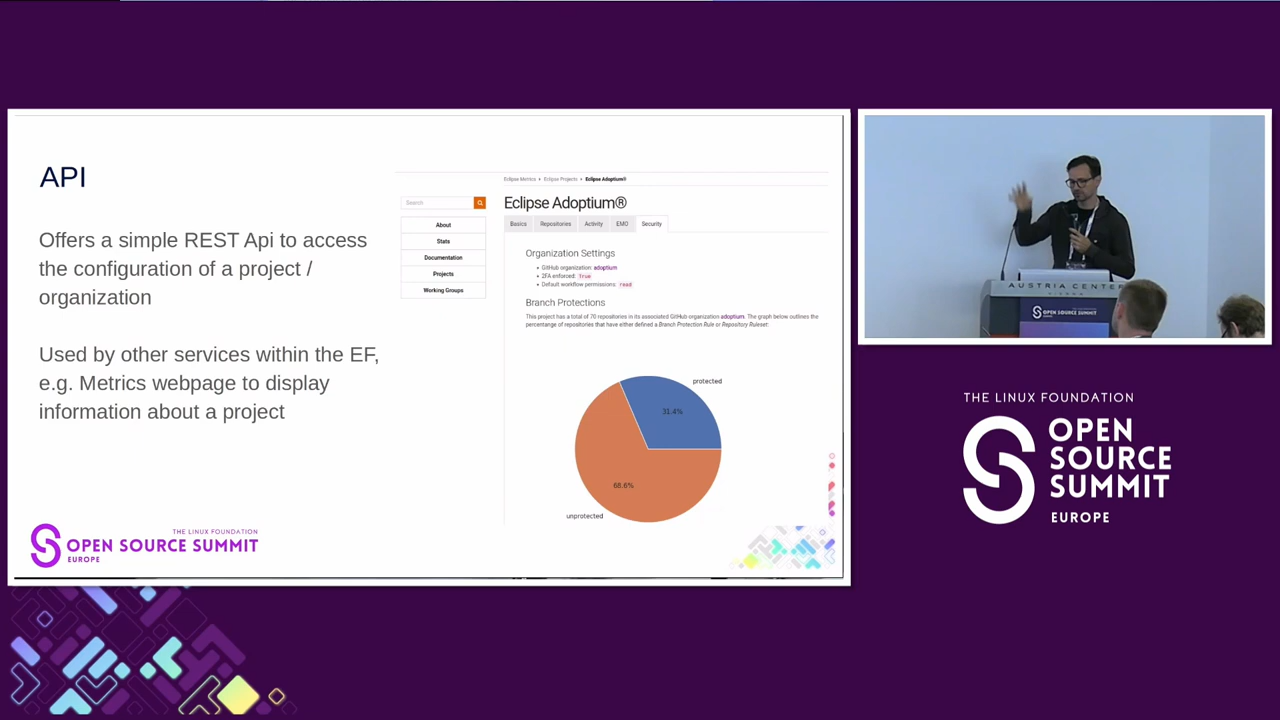 API
Offers a simple REST Api to access
the configuration of a project /
organization
Used by other services within the EF,
e.g. Metrics webpage to display
information about a project
Eclipse Metrics › Eclipse Projects › Eclipse Adoptium®
Search
About
Stats
Documentation
Projects
Working Groups
Eclipse Adoptium®
Basics Repositories Activity EMO Security
Organization Settings
• GitHub organization: adoptium
• 2FA enforced: True
• Default workflow permissions: read
Branch Protections
This project has a total of 70 repositories in its associated GitHub organization adoptium. The graph below outlines the
percentange of repositories that have either defined a Branch Protection Rule or Repository Ruleset:
protected
31.4%
68.6%
unprotected
THE LINUX FOUNDATION
OPEN SOURCE SUMMIT
EUROPE
AUSTRIA CENTER
OPEN SOURCE SUMMIT
THE LINUX FOUNDATION
OPEN
SOURCE
SUMMIT
EUROPE